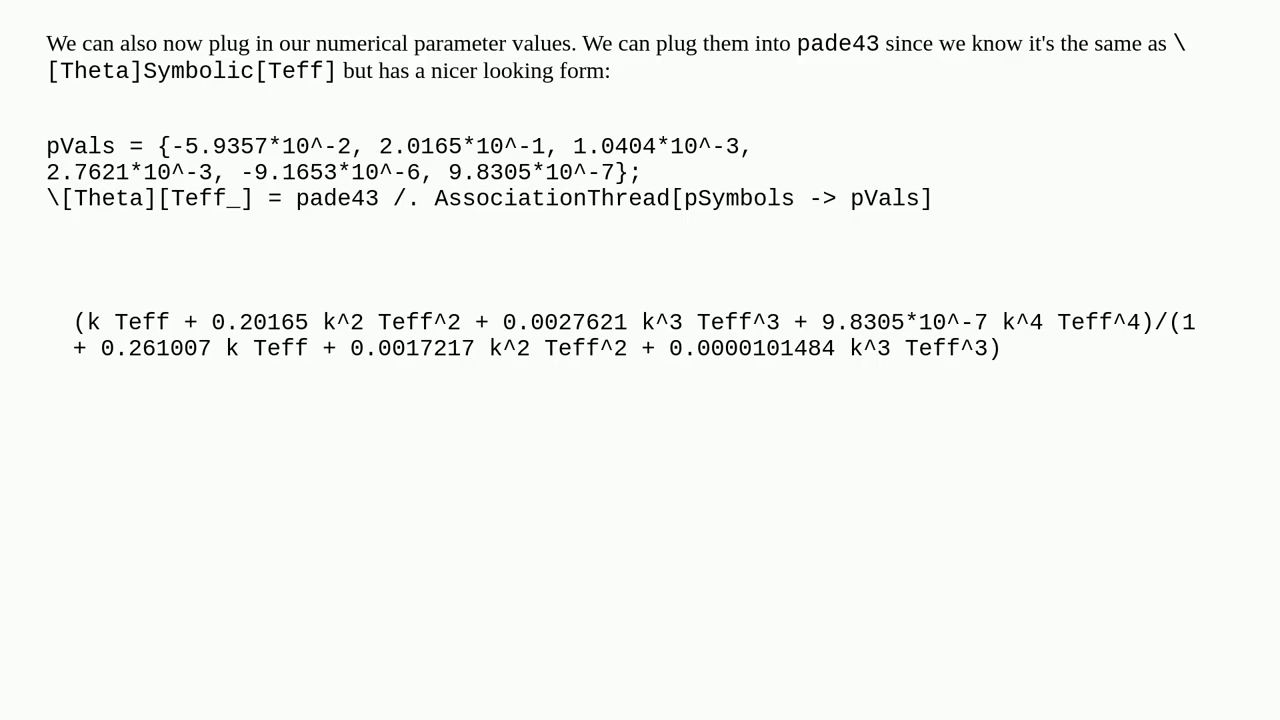 We can also now plug in our numerical parameter values. We can plug them into pade43 since we know it's the same as \
[Theta]Symbolic[Teff] but has a nicer looking form:
pVals = {-5.9357*10^-2, 2.0165*10^-1, 1.0404*10^-3,
2.7621*10^-3, -9.1653*10^-6, 9.8305*10^-7};
\[Theta][Teff_] = pade43 /. AssociationThread[pSymbols -> pVals]
(k Teff + 0.20165 k^2 Teff^2 + 0.0027621 k^3 Teff^3 + 9.8305*10^-7 k^4 Teff^4)/(1
+ 0.261007 k Teff + 0.0017217 k^2 Teff^2 + 0.0000101484 k^3 Teff^3)